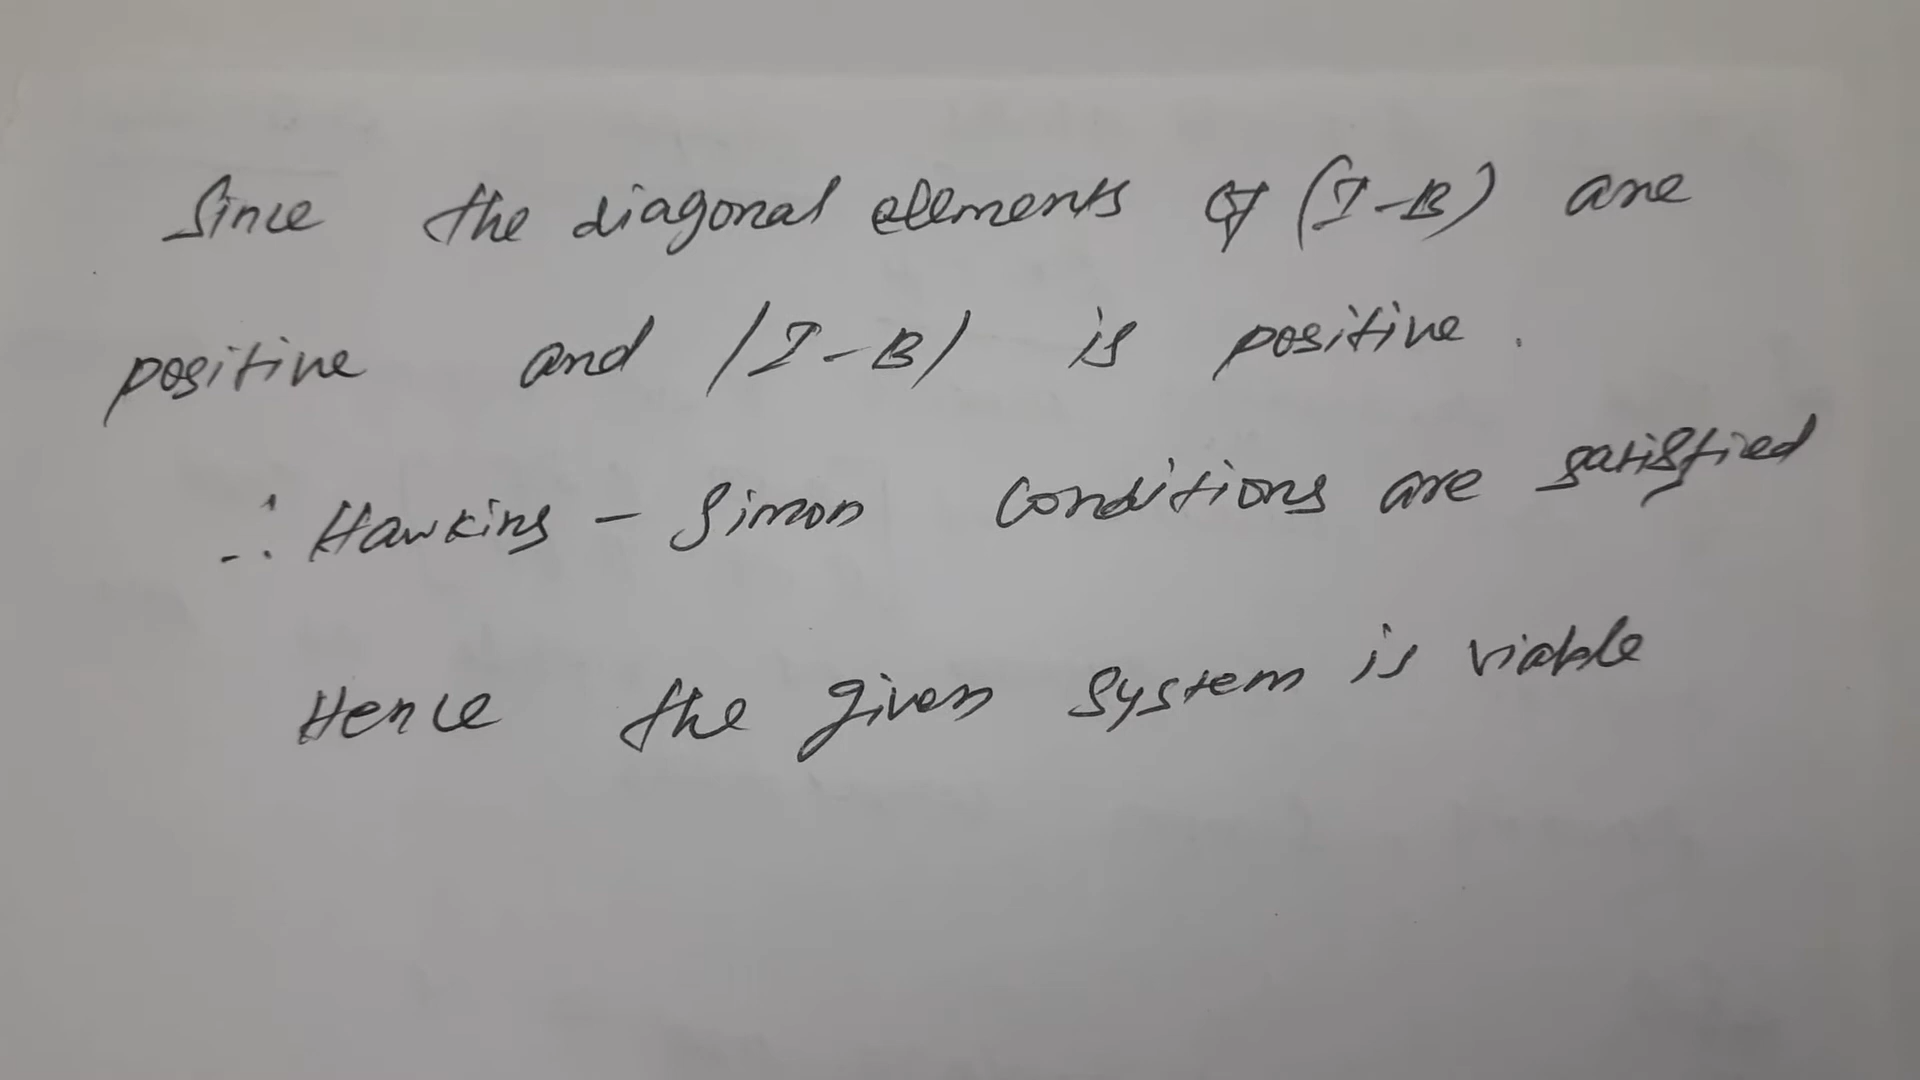 Since the diagonal elements of (I-B) are
positive and |I-B| is positive.
∴ Hawkins - Simon Conditions are satisfied
Hence the given system is viable